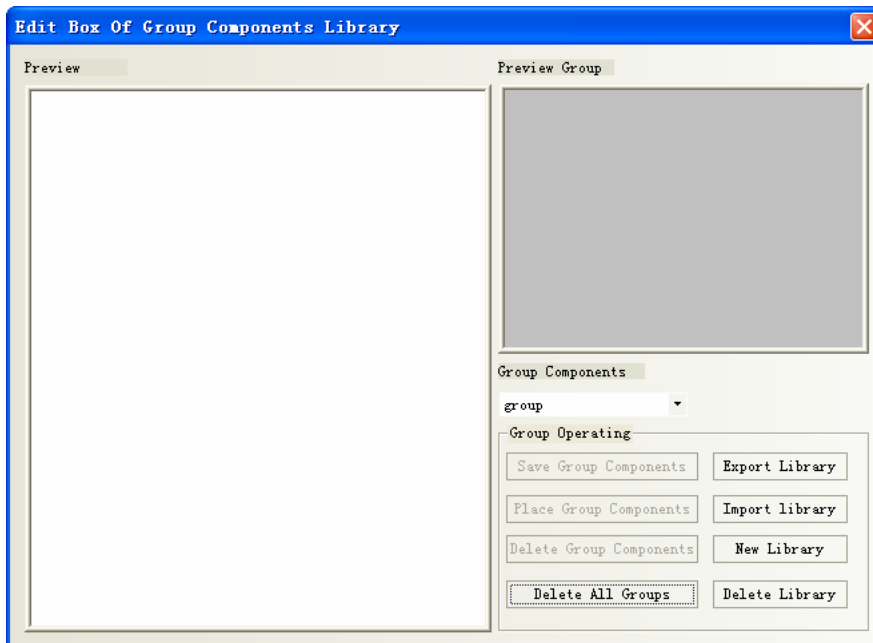 Edit Box Of Group Components Library
Preview
Preview Group
Group Components
group
Group Operating
Save Group Components
Export Library
Place Group Components
Import library
Delete Group Components
New Library
Delete All Groups
Delete Library